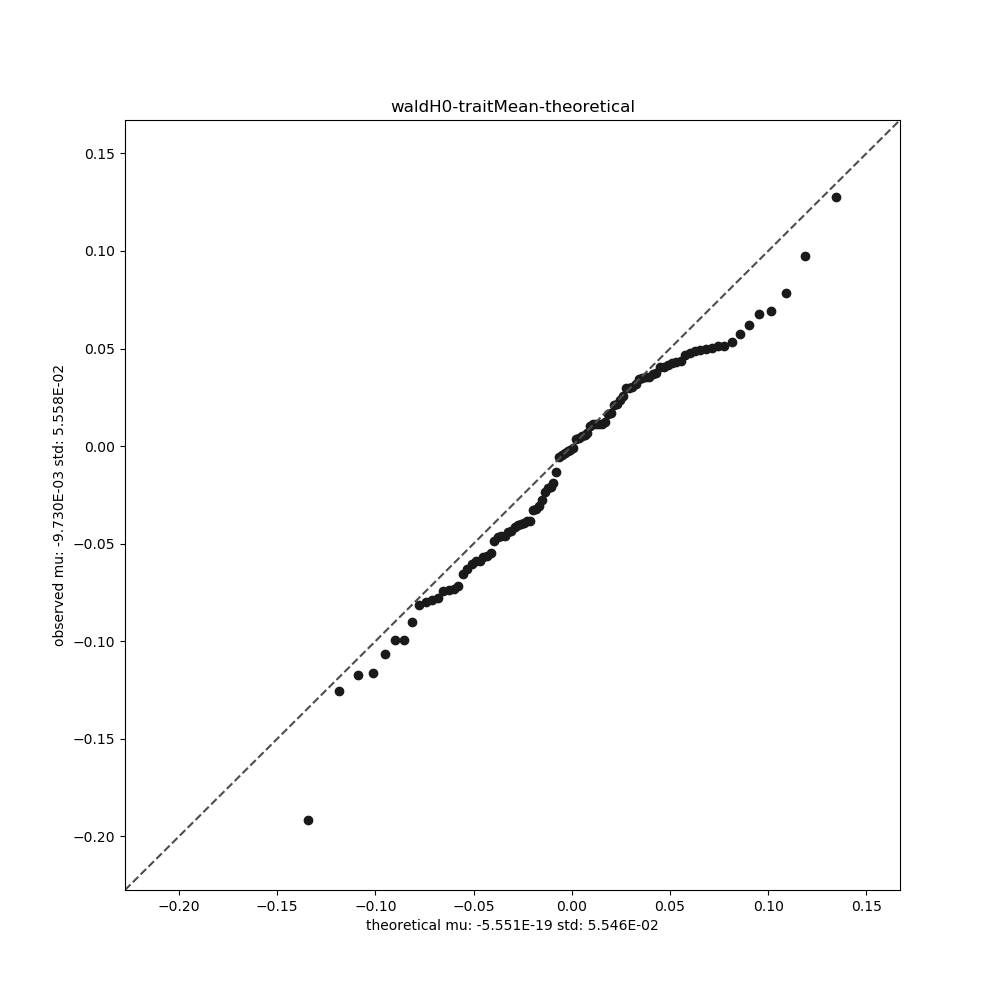 waldH0-traitMean-theoretical
0.15
0.10
0.05
0.00
−0.05
−0.10
−0.15
−0.20
observed mu: -9.730E-03 std: 5.558E-02
−0.20 −0.15 −0.10 −0.05 0.00 0.05 0.10 0.15
theoretical mu: -5.551E-19 std: 5.546E-02